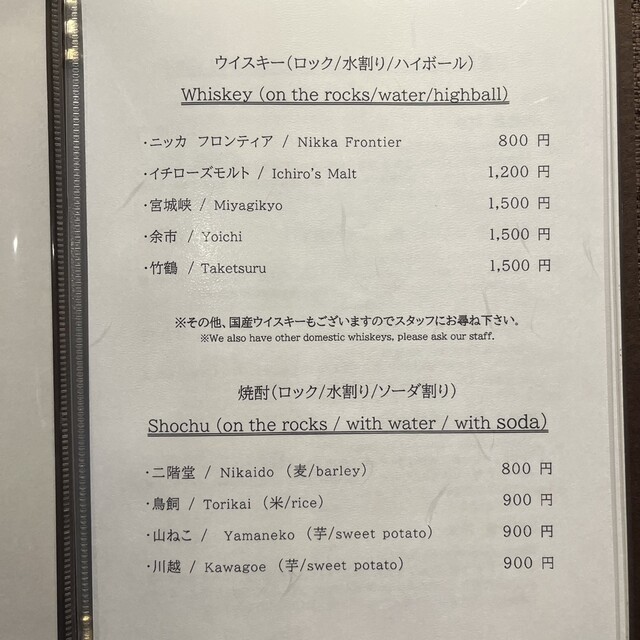 ウイスキー(ロック/水割り/ハイボール)
Whiskey (on the rocks/water/highball)
・ニッカ フロンティア / Nikka Frontier 800 円
・イチローズモルト / Ichiro's Malt 1,200 円
・宮城峡 / Miyagikyo 1,500 円
・余市 / Yoichi 1,500 円
・竹鶴 / Taketsuru 1,500 円
※その他、国産ウイスキーもございますのでスタッフにお尋ね下さい。
※We also have other domestic whiskeys, please ask our staff.
焼酎(ロック/水割り/ソーダ割り)
Shochu (on the rocks / with water / with soda)
・二階堂 / Nikaido (麦/barley) 800 円
・鳥飼 / Torikai (米/rice) 900 円
・山ねこ / Yamaneko (芋/sweet potato) 900 円
・川越 / Kawagoe (芋/sweet potato) 900 円